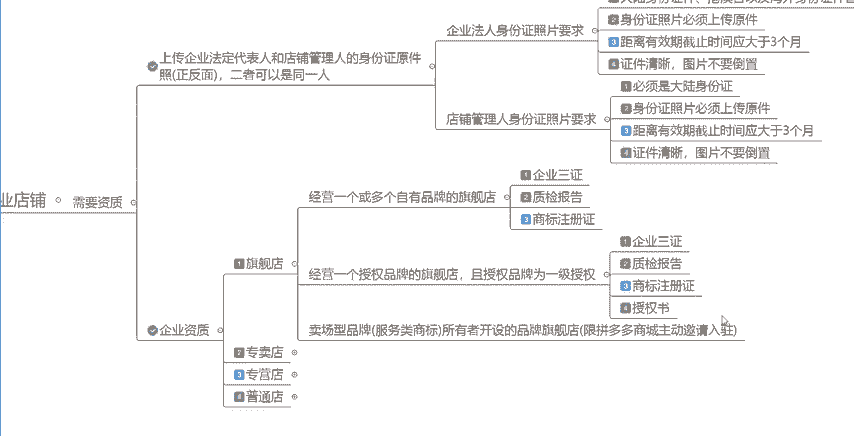 业店铺
需要资质
上传企业法定代表人和店铺管理人的身份证原件
照(正反面)，二者可以是同一人
企业法人身份证照片要求
2 身份证照片必须上传原件
3 距离有效期截止时间应大于3个月
4 证件清晰，图片不要倒置
店铺管理人身份证照片要求
1 必须是大陆身份证
2 身份证照片必须上传原件
3 距离有效期截止时间应大于3个月
4 证件清晰，图片不要倒置
企业资质
1 旗舰店
经营一个或多个自有品牌的旗舰店
1 企业三证
2 质检报告
3 商标注册证
经营一个授权品牌的旗舰店，且授权品牌为一级授权
1 企业三证
2 质检报告
3 商标注册证
4 授权书
卖场型品牌(服务类商标)所有者开设的品牌旗舰店(限拼多多商城主动邀请入驻)
2 专卖店
3 专营店
4 普通店